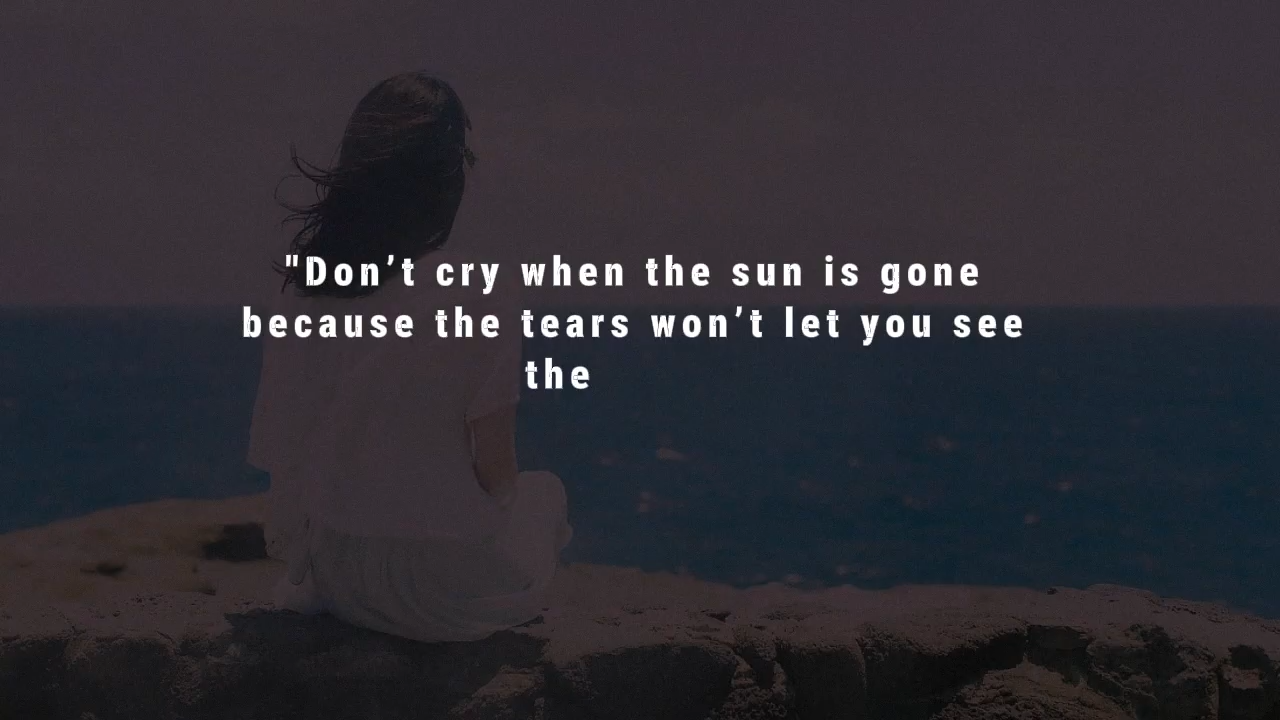 "Don’t cry when the sun is gone
because the tears won’t let you see
the